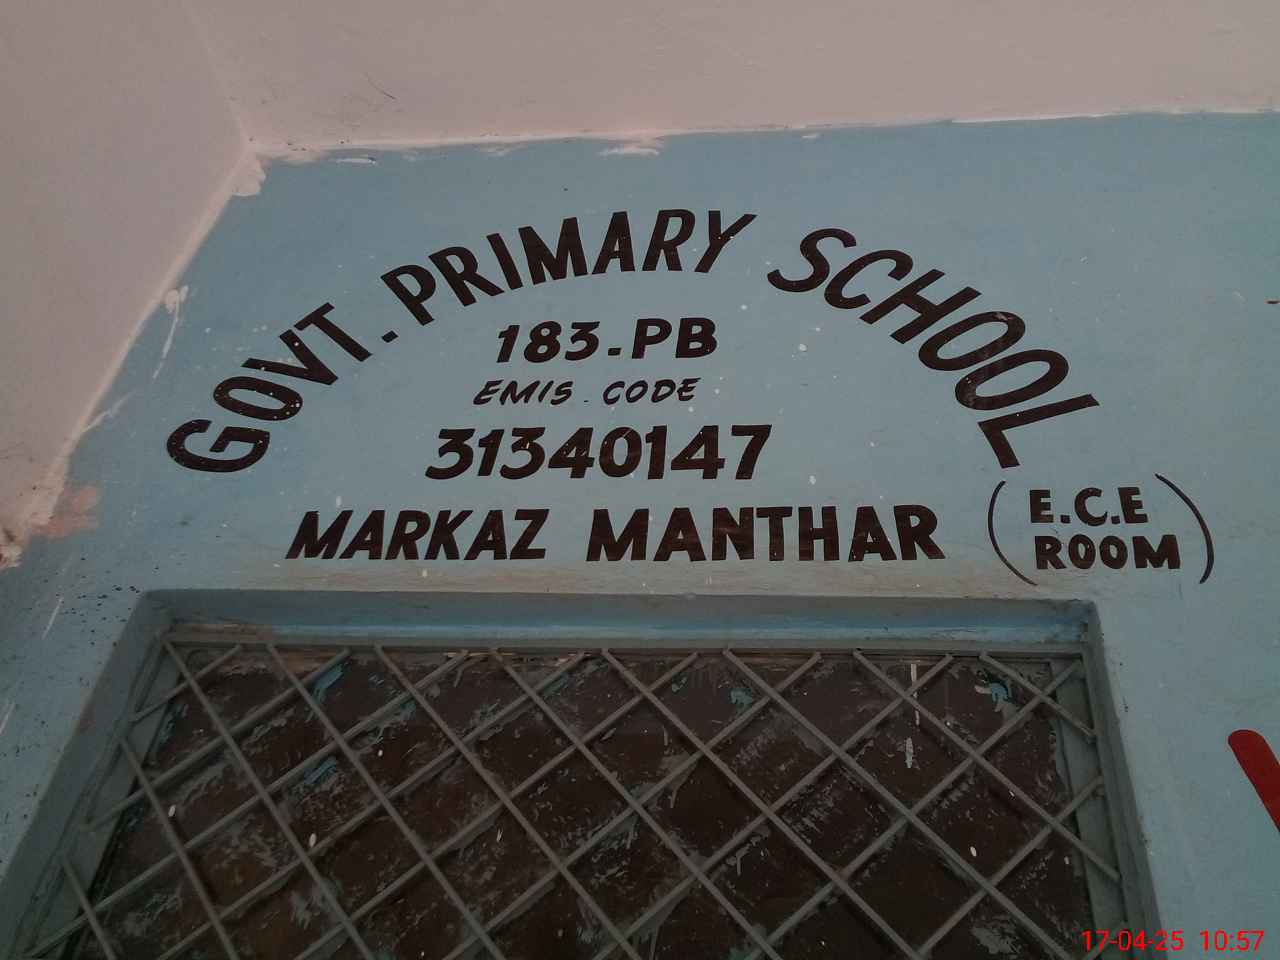 GOVT. PRIMARY SCHOOL
183.PB
EMIS. CODE
31340147
MARKAZ MANTHAR
(E.C.E
ROOM)
17-04-25 10:57